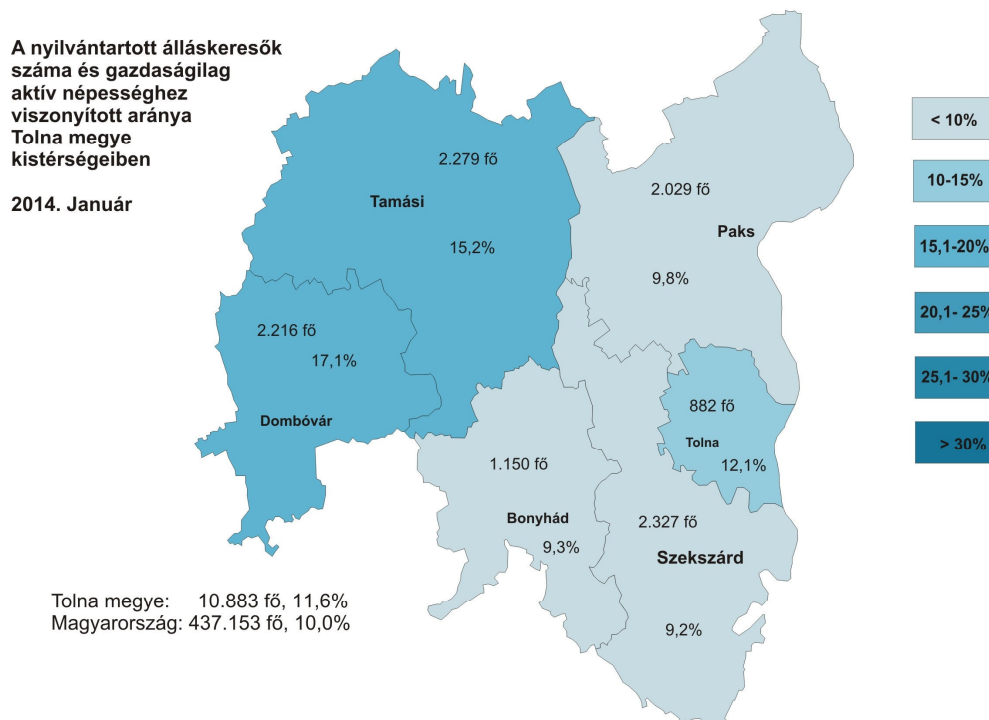 A nyilvántartott álláskeresők
száma és gazdaságilag
aktív népességhez
viszonyított aránya
Tolna megye
kistérségeiben
2014. Január
2.279 fő
Tamási
15,2%
2.029 fő
Paks
9,8%
2.216 fő
17,1%
Dombóvár
882 fő
Tolna
12,1%
1.150 fő
Bonyhád
9,3%
2.327 fő
Szekszárd
9,2%
< 10%
10-15%
15,1-20%
20,1- 25%
25,1- 30%
> 30%
Tolna megye: 10.883 fő, 11,6%
Magyarország: 437.153 fő, 10,0%